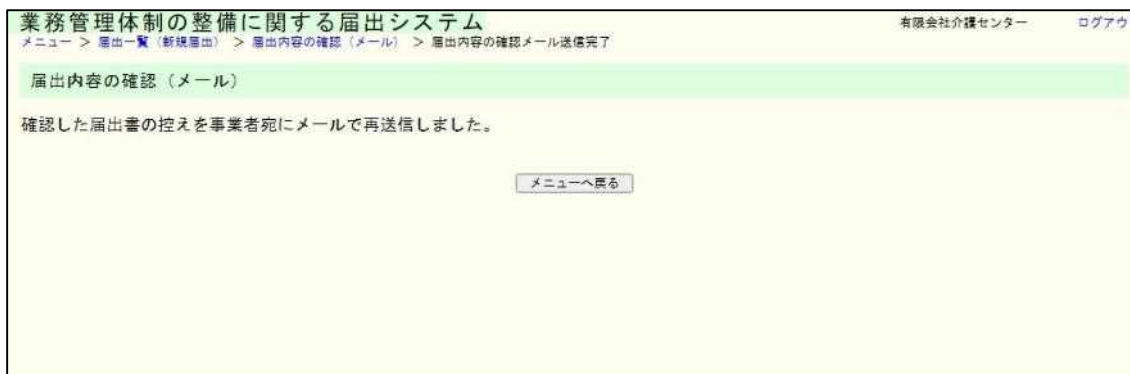 業務管理体制の整備に関する届出システム
有限会社介護センター ログアウ
メニュー > 届出一覧（新規届出） > 届出内容の確認（メール） > 届出内容の確認メール送信完了
届出内容の確認（メール）
確認した届出書の控えを事業者宛にメールで再送信しました。
メニューへ戻る